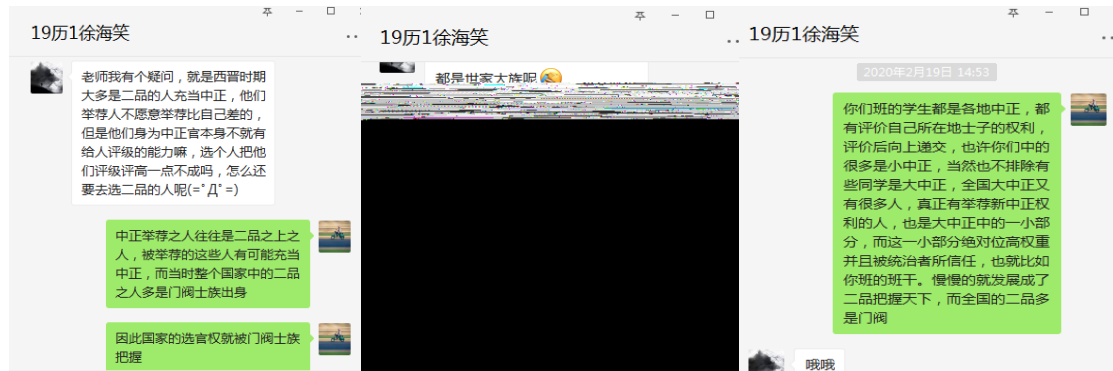 19历1徐海笑
老师我有个疑问，就是西晋时期
大多是二品的人充当中正，他们
举荐人不愿意举荐比自己差的，
但是他们身为中正官本身不就有
给人评级的能力嘛，选个人把他
们评级评高一点不成吗，怎么还
要去选二品的人呢(=ﾟДﾟ=)
中正举荐之人往往是二品之上之
人，被举荐的这些人有可能充当
中正，而当时整个国家中的二品
之人多是门阀士族出身
因此国家的选官权就被门阀士族
把握
19历1徐海笑
都是世家大族呢
19历1徐海笑
2020年2月19日 14:53
你们班的学生都是各地中正，都
有评价自己所在地士子的权利，
评价后向上递交，也许你们中的
很多是小中正，当然也不排除有
些同学是大中正，全国大中正又
有很多人，真正有举荐新中正权
利的人，也是大中正中的一小部
分，而这一小部分绝对位高权重
并且被统治者所信任，也就比如
你班的班干。慢慢的就发展成了
二品把握天下，而全国的二品多
是门阀
哦哦